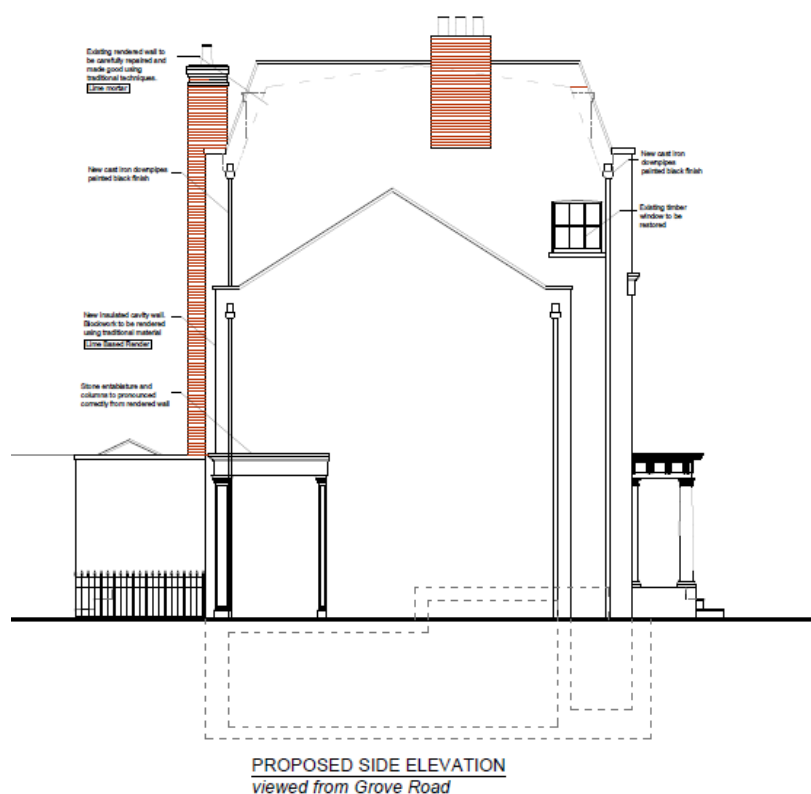 Existing rendered wall to
be carefully repaired and
made good using
traditional techniques.
Lime mortar
New cast iron downpipes
painted black finish
New cast iron
downpipes
painted black finish
Existing timber
window to be
restored
New insulated cavity wall.
Blockwork to be rendered
using traditional material
Lime Based Render
Stone entablature and
columns to pronounced
correctly from rendered wall
PROPOSED SIDE ELEVATION
viewed from Grove Road